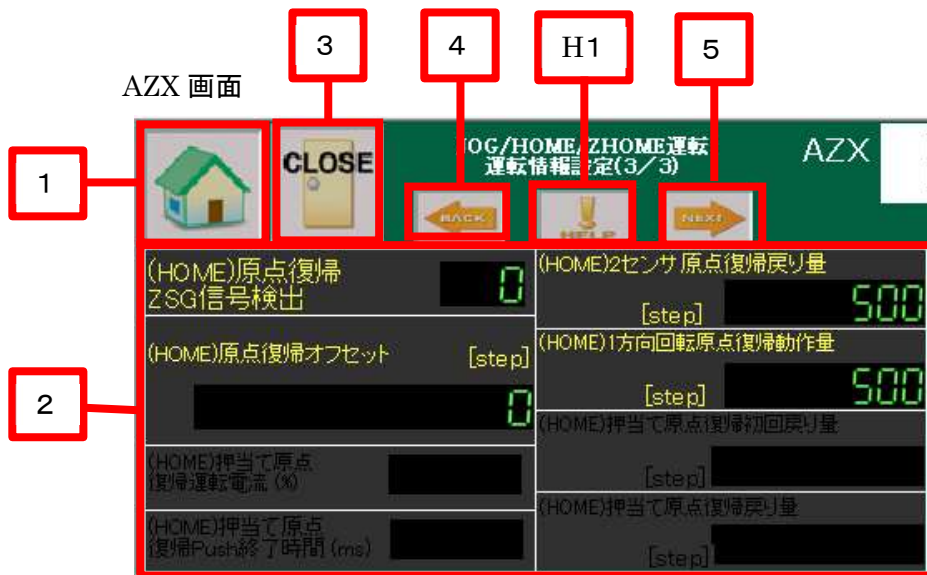 3
4
H1
5
AZX 画面
1
CLOSE
JOG/HOME/ZHOME運転
運転情報設定(3/3)
AZX
BACK
HELP
NEXT
2
(HOME)原点復帰
ZSG信号検出
0
(HOME)2センサ原点復帰戻り量
[step]
500
(HOME)原点復帰オフセット
[step]
0
(HOME)1方向回転原点復帰動作量
[step]
500
(HOME)押当て原点
復帰運転電流(%)
(HOME)押当て原点復帰初回戻り量
[step]
(HOME)押当て原点
復帰Push終了時間(ms)
(HOME)押当て原点復帰戻り量
[step]